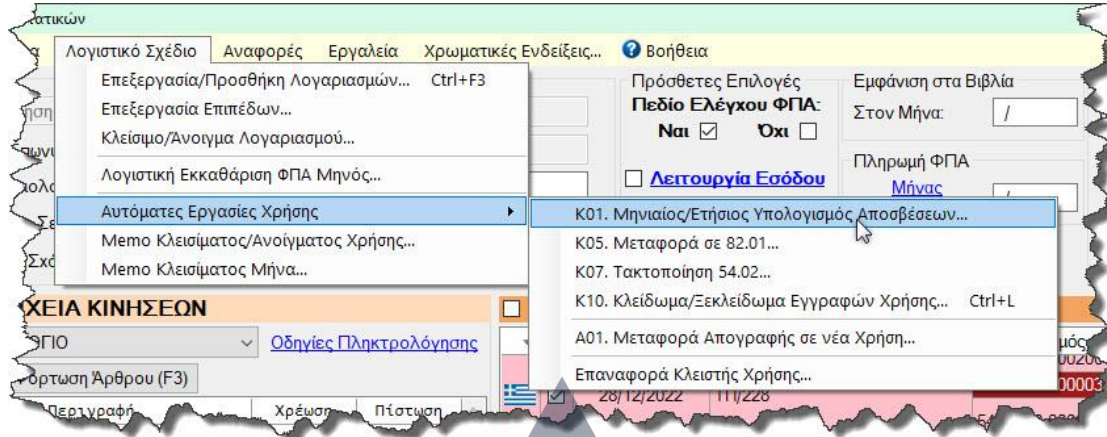 Λογιστικό Σχέδιο Αναφορές Εργαλεία Χρωματικές Ενδείξεις... Βοήθεια
Επεξεργασία/Προσθήκη Λογαριασμών... Ctrl+F3
Επεξεργασία Επιπέδων...
Κλείσιμο/Άνοιγμα Λογαριασμού...
Λογιστική Εκκαθάριση ΦΠΑ Μηνός...
Αυτόματες Εργασίες Χρήσης
Memo Κλεισίματος/Ανοίγματος Χρήσης...
Memo Κλεισίματος Μήνα...
Πρόσθετες Επιλογές
Πεδίο Ελέγχου ΦΠΑ:
Ναι Όχι
Λειτουργία Εσόδου
Εμφάνιση στα Βιβλία
Στον Μήνα: /
Πληρωμή ΦΠΑ
Μήνας
K01. Μηνιαίος/Ετήσιος Υπολογισμός Αποσβέσεων...
K05. Μεταφορά σε 82.01...
K07. Τακτοποίηση 54.02...
K10. Κλείδωμα/Ξεκλείδωμα Εγγραφών Χρήσης... Ctrl+L
A01. Μεταφορά Απογραφής σε νέα Χρήση...
Επαναφορά Κλειστής Χρήσης...
ΚΙΝΗΣΕΩΝ
Οδηγίες Πληκτρολόγησης
Άρθρου (F3)
Περιγραφή Χρέωση Πίστωση
28/12/2022 ΤΠ/228